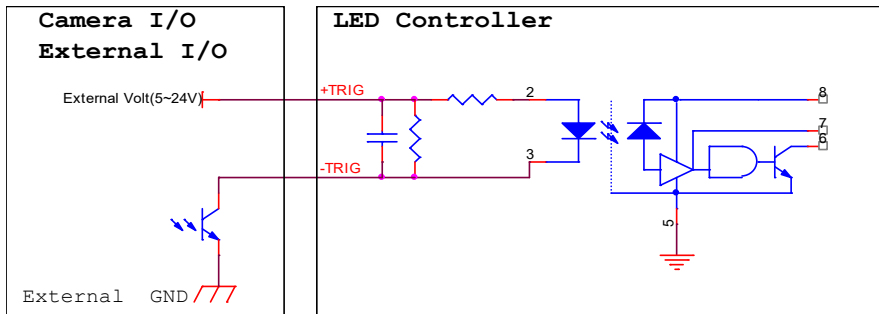 Camera I/O
External I/O
LED Controller
External Volt(5~24V)
+TRIG
2
8
7
6
3
-TRIG
5
External GND